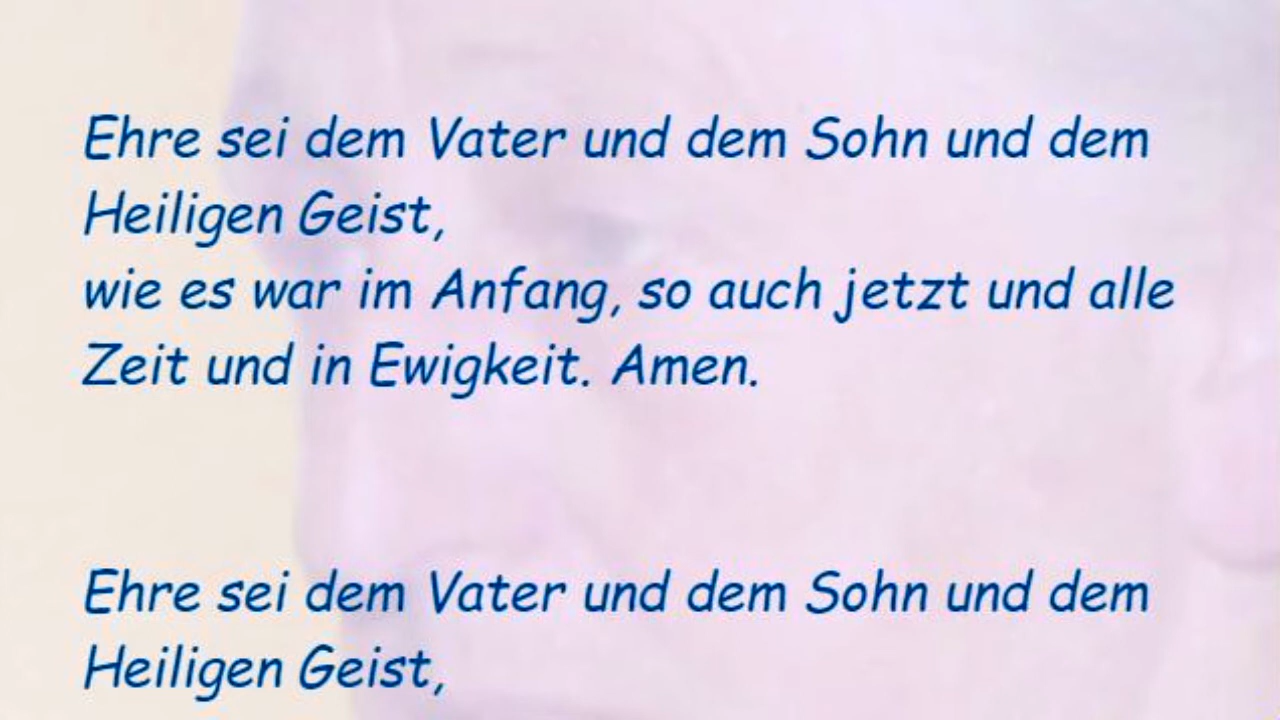 Ehre sei dem Vater und dem Sohn und dem
Heiligen Geist,
wie es war im Anfang, so auch jetzt und alle
Zeit und in Ewigkeit. Amen.
Ehre sei dem Vater und dem Sohn und dem
Heiligen Geist,